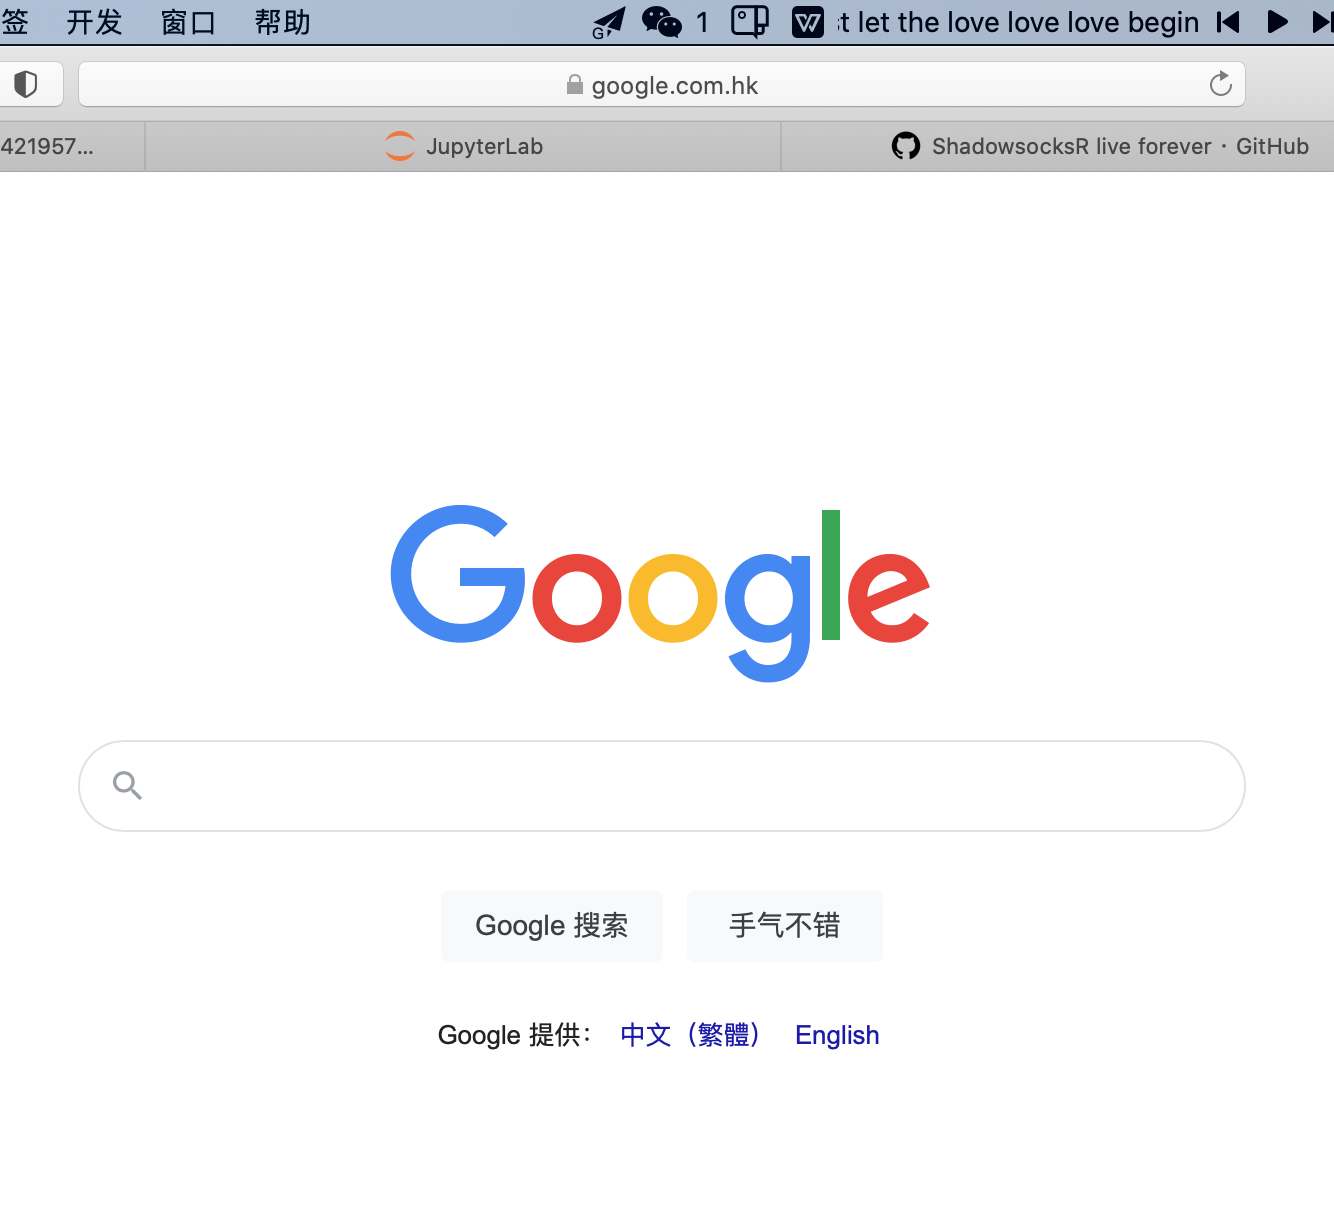 签 开发 窗口 帮助 G 1 W t let the love love love begin
google.com.hk
421957... JupyterLab ShadowsocksR live forever · GitHub
Google
Google 搜索 手气不错
Google 提供： 中文（繁體） English